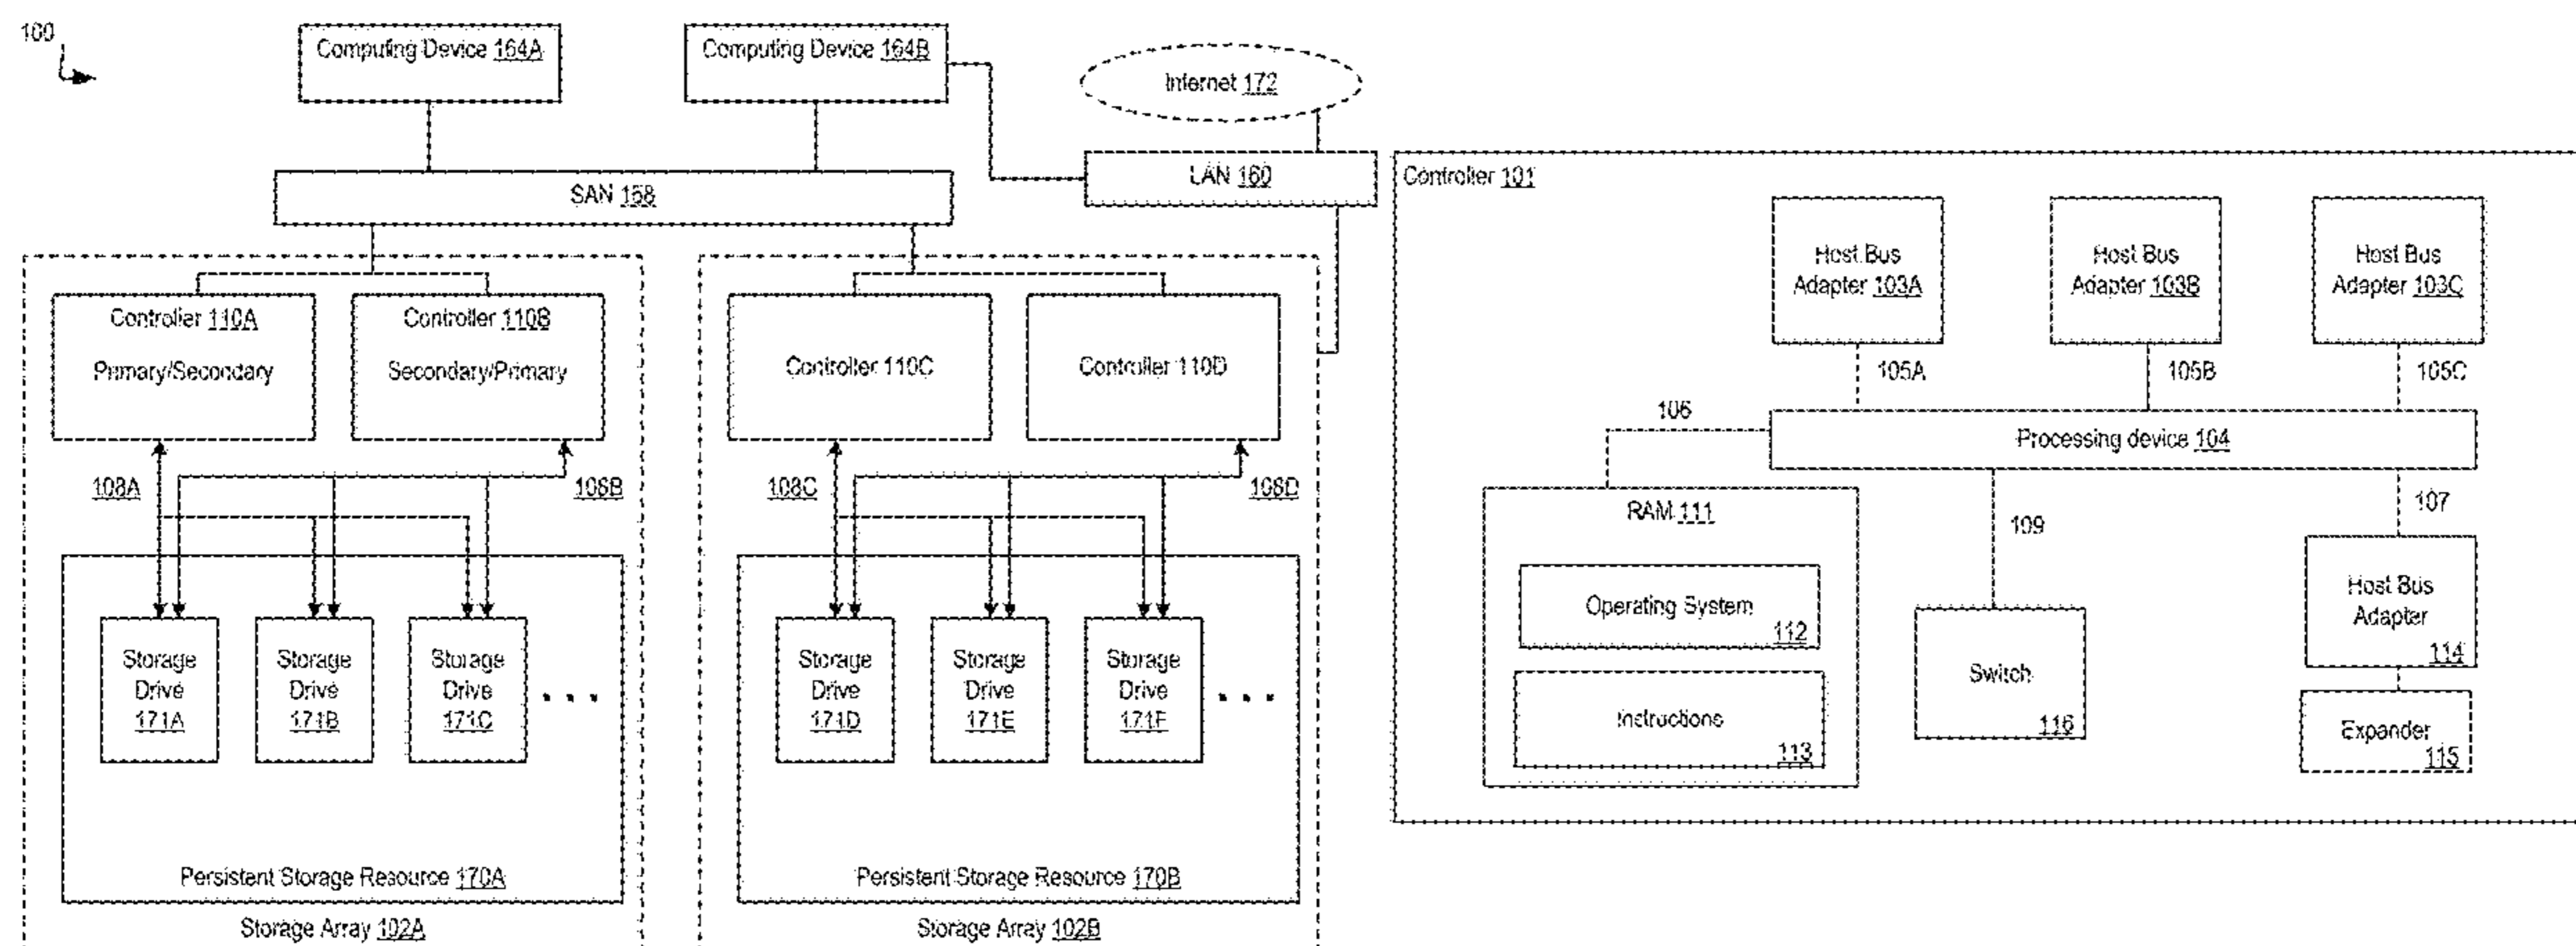 100
Computing Device 164A
Computing Device 164B
Internet 172
LAN 160
SAN 158
Controller 110A
Primary/Secondary
Controller 110B
Secondary/Primary
Controller 110C
Controller 110D
108A
108B
108C
108D
Storage
Drive
171A
Storage
Drive
171B
Storage
Drive
171C
...
Storage
Drive
171D
Storage
Drive
171E
Storage
Drive
171F
...
Persistent Storage Resource 170A
Persistent Storage Resource 170B
Storage Array 102A
Storage Array 102B
Controller 101
Host Bus
Adapter 103A
Host Bus
Adapter 103B
Host Bus
Adapter 103C
105A
105B
105C
106
Processing device 104
RAM 111
109
107
Operating System
112
Instructions
113
Switch
116
Host Bus
Adapter
114
Expander
115